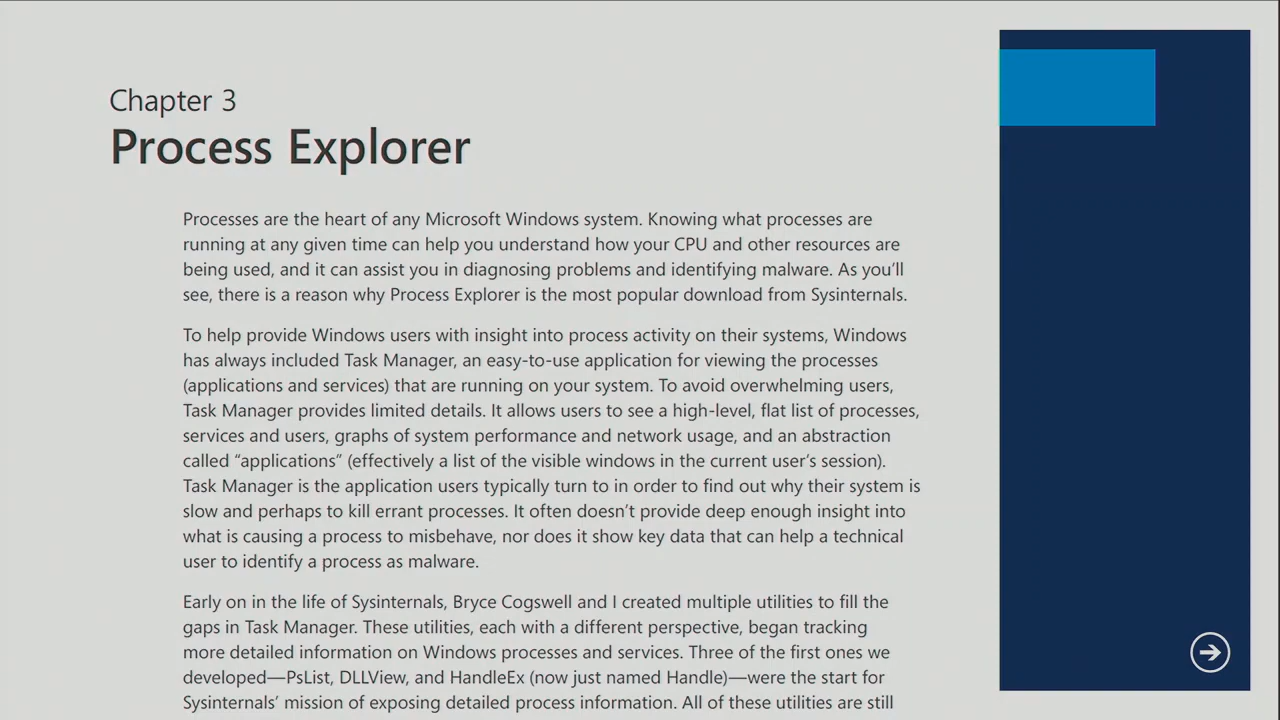 Chapter 3
Process Explorer
Processes are the heart of any Microsoft Windows system. Knowing what processes are
running at any given time can help you understand how your CPU and other resources are
being used, and it can assist you in diagnosing problems and identifying malware. As you’ll
see, there is a reason why Process Explorer is the most popular download from Sysinternals.
To help provide Windows users with insight into process activity on their systems, Windows
has always included Task Manager, an easy-to-use application for viewing the processes
(applications and services) that are running on your system. To avoid overwhelming users,
Task Manager provides limited details. It allows users to see a high-level, flat list of processes,
services and users, graphs of system performance and network usage, and an abstraction
called “applications” (effectively a list of the visible windows in the current user’s session).
Task Manager is the application users typically turn to in order to find out why their system is
slow and perhaps to kill errant processes. It often doesn’t provide deep enough insight into
what is causing a process to misbehave, nor does it show key data that can help a technical
user to identify a process as malware.
Early on in the life of Sysinternals, Bryce Cogswell and I created multiple utilities to fill the
gaps in Task Manager. These utilities, each with a different perspective, began tracking
more detailed information on Windows processes and services. Three of the first ones we
developed—PsList, DLLView, and HandleEx (now just named Handle)—were the start for
Sysinternals’ mission of exposing detailed process information. All of these utilities are still